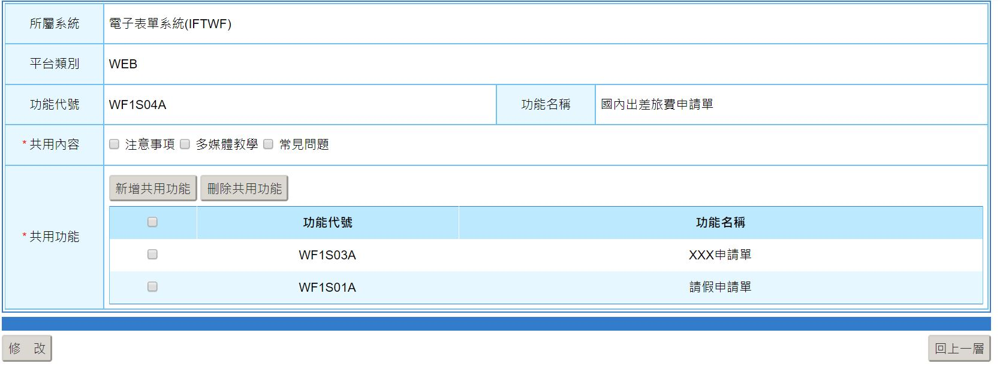 所屬系統 電子表單系統(IFTWF)
平台類別 WEB
功能代號 WF1S04A 功能名稱 國內出差旅費申請單
* 共用內容 注意事項 多媒體教學 常見問題
新增共用功能 刪除共用功能
* 共用功能
功能代號 功能名稱
WF1S03A XXX申請單
WF1S01A 請假申請單
修 改 回上一層